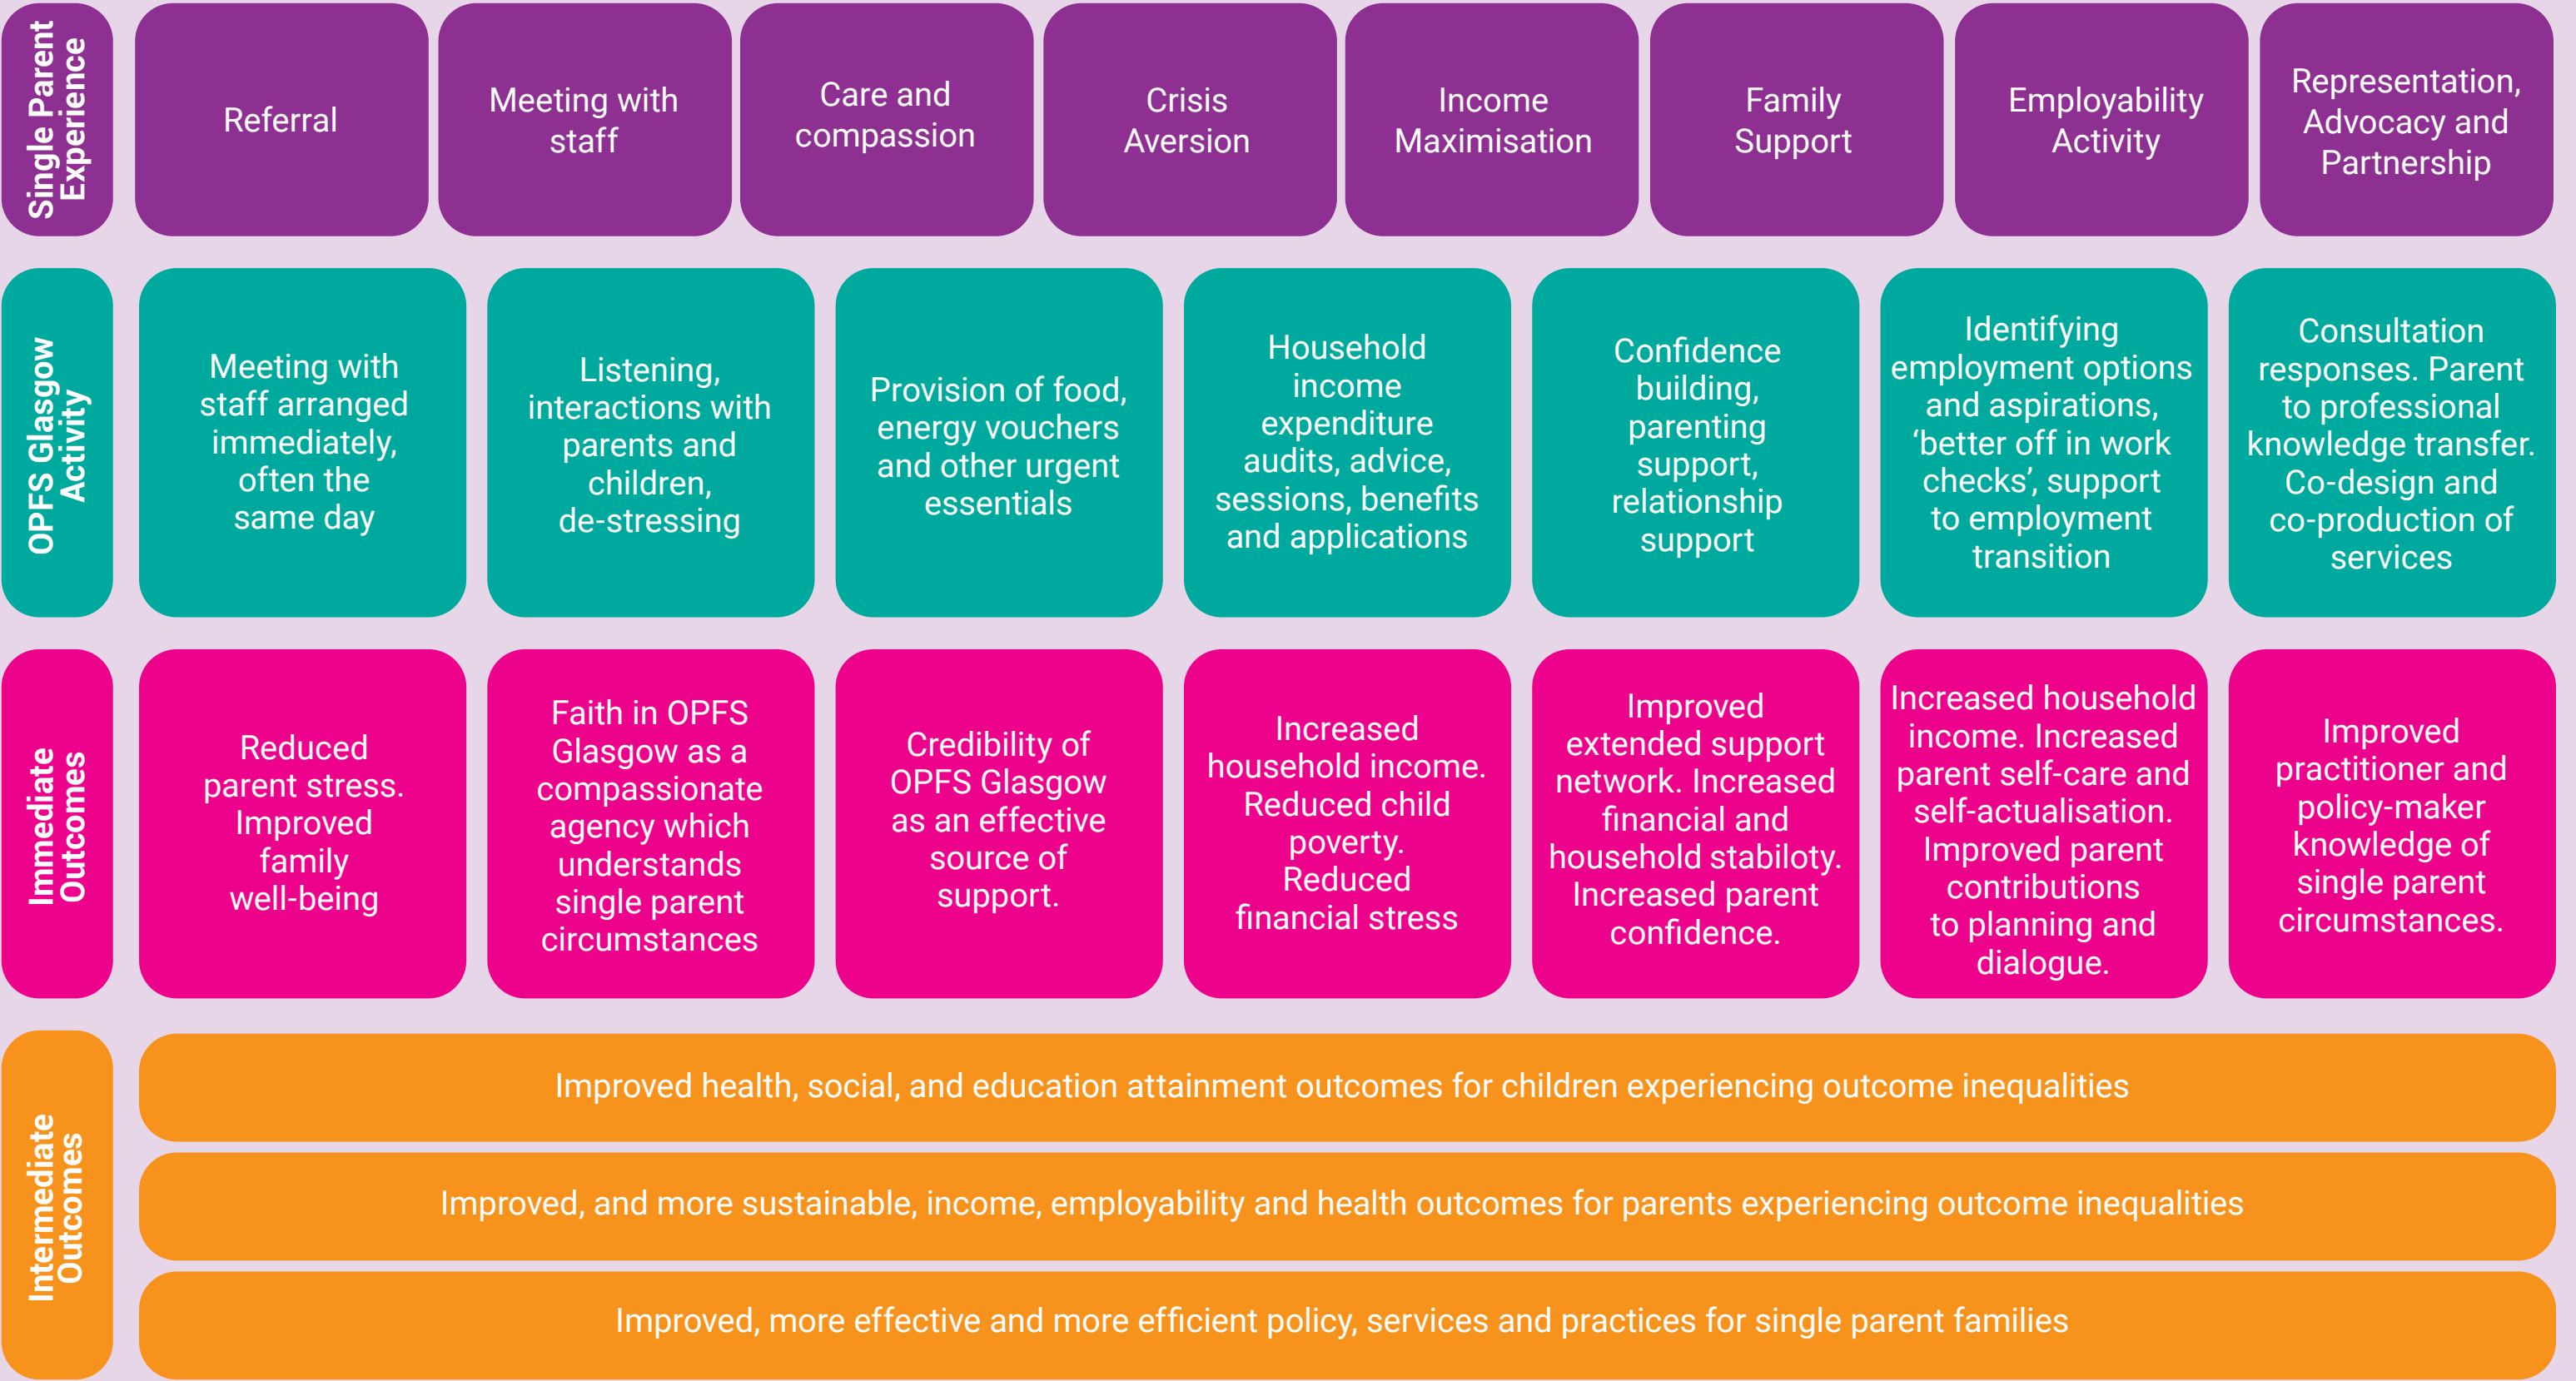 Single Parent
Experience
Referral
Meeting with
staff
Care and
compassion
Crisis
Aversion
Income
Maximisation
Family
Support
Employability
Activity
Representation,
Advocacy and
Partnership
OPFS Glasgow
Activity
Meeting with
staff arranged
immediately,
often the
same day
Listening,
interactions with
parents and
children,
de-stressing
Provision of food,
energy vouchers
and other urgent
essentials
Household
income
expenditure
audits, advice,
sessions, benefits
and applications
Confidence
building,
parenting
support,
relationship
support
Identifying
employment options
and aspirations,
‘better off in work
checks’, support
to employment
transition
Consultation
responses. Parent
to professional
knowledge transfer.
Co-design and
co-production of
services
Immediate
Outcomes
Reduced
parent stress.
Improved
family
well-being
Faith in OPFS
Glasgow as a
compassionate
agency which
understands
single parent
circumstances
Credibility of
OPFS Glasgow
as an effective
source of
support.
Increased
household income.
Reduced child
poverty.
Reduced
financial stress
Improved
extended support
network. Increased
financial and
household stabiloty.
Increased parent
confidence.
Increased household
income. Increased
parent self-care and
self-actualisation.
Improved parent
contributions
to planning and
dialogue.
Improved
practitioner and
policy-maker
knowledge of
single parent
circumstances.
Intermediate
Outcomes
Improved health, social, and education attainment outcomes for children experiencing outcome inequalities
Improved, and more sustainable, income, employability and health outcomes for parents experiencing outcome inequalities
Improved, more effective and more efficient policy, services and practices for single parent families